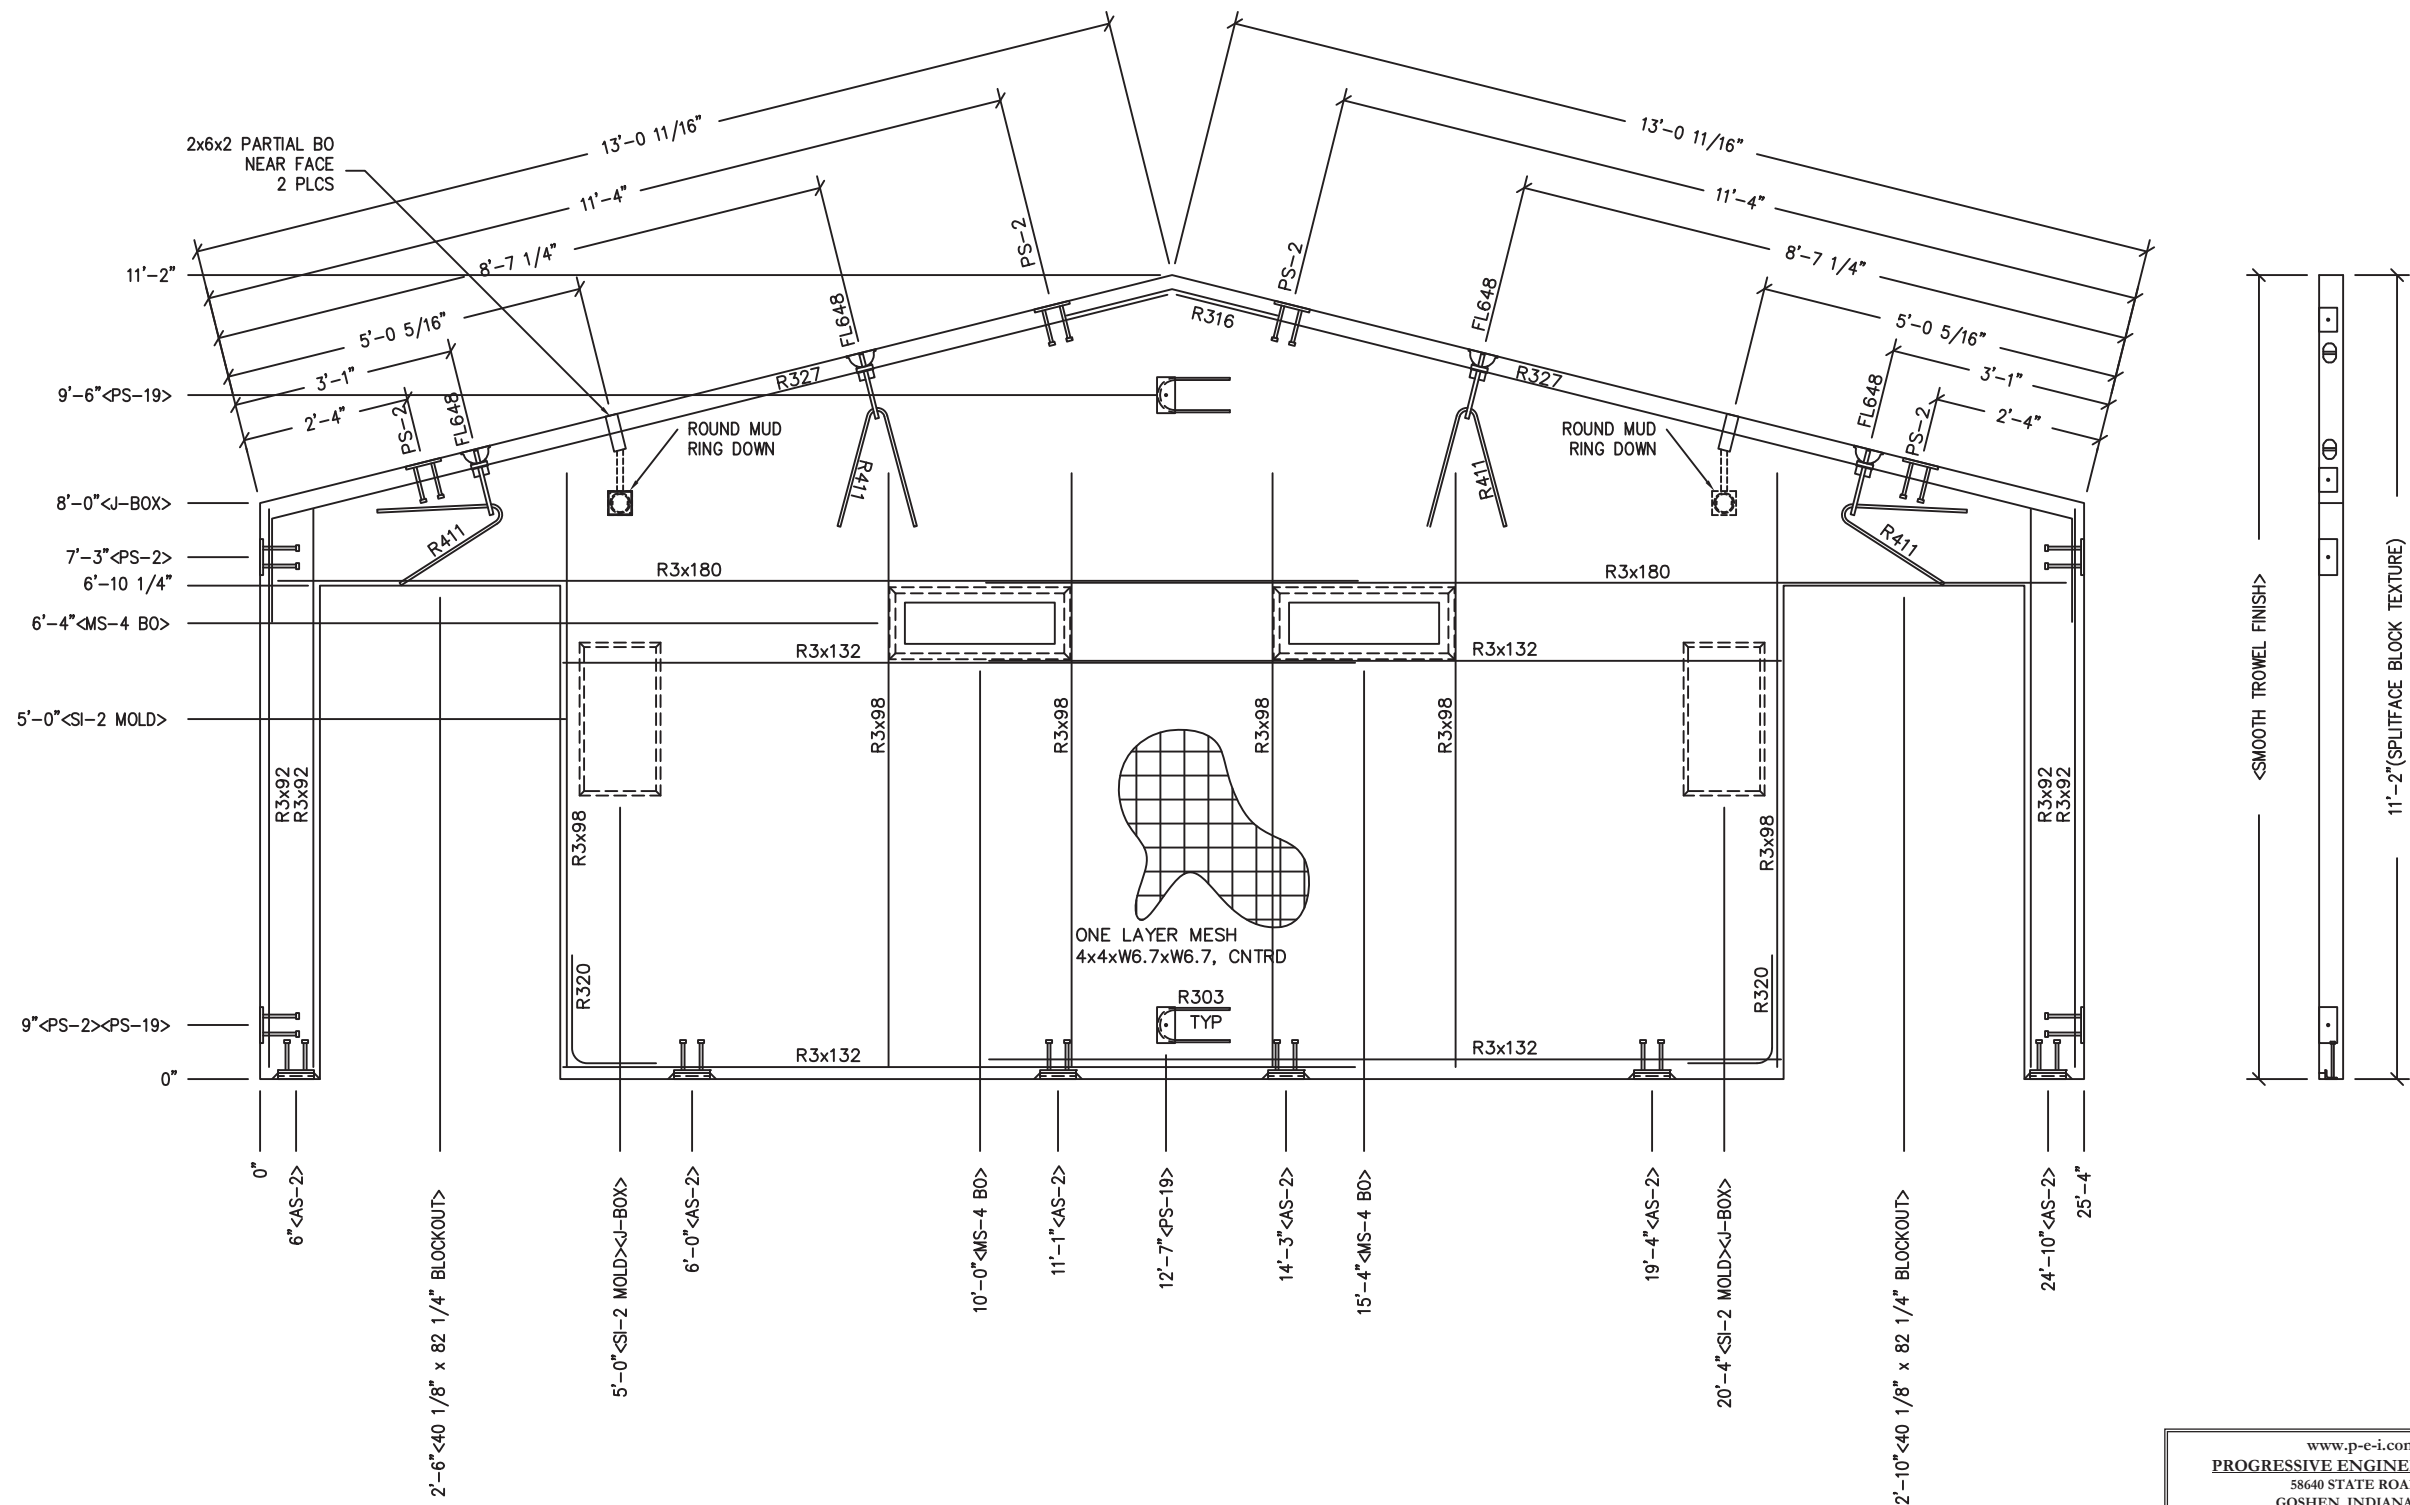 13'-0 11/16"
11'-4"
8'-7 1/4"
5'-0 5/16"
3'-1"
2'-4"
PS-2
FL648
FL648
PS-2
13'-0 11/16"
11'-4"
8'-7 1/4"
5'-0 5/16"
3'-1"
2'-4"
PS-2
FL648
FL648
PS-2
2x6x2 PARTIAL BO
NEAR FACE
2 PLCS
11'-2"
9'-6"<PS-19>
8'-0"<J-BOX>
7'-3"<PS-2>
6'-10 1/4"
6'-4"<MS-4 BO>
5'-0"<SI-2 MOLD>
9"<PS-2><PS-19>
0"
R316
R327
R327
ROUND MUD
RING DOWN
ROUND MUD
RING DOWN
R411
R411
R411
R411
R3x180
R3x180
R3x132
R3x132
R3x98
R3x98
R3x98
R3x98
R3x92
R3x92
R3x92
R3x92
R3x98
R3x98
ONE LAYER MESH
4x4xW6.7xW6.7, CNTRD
R320
R320
R303
TYP
R3x132
R3x132
0"
6"<AS-2>
2'-6"<40 1/8" x 82 1/4" BLOCKOUT>
5'-0"<SI-2 MOLD><J-BOX>
6'-0"<AS-2>
10'-0"<MS-4 BO>
11'-1"<AS-2>
12'-7"<PS-19>
14'-3"<AS-2>
15'-4"<MS-4 BO>
19'-4"<AS-2>
20'-4"<SI-2 MOLD><J-BOX>
2'-10"<40 1/8" x 82 1/4" BLOCKOUT>
24'-10"<AS-2>
25'-4"
<SMOOTH TROWEL FINISH>
11'-2"(SPLITFACE BLOCK TEXTURE)
www.p-e-i.con
PROGRESSIVE ENGINE
58640 STATE ROA
GOSHEN, INDIANA